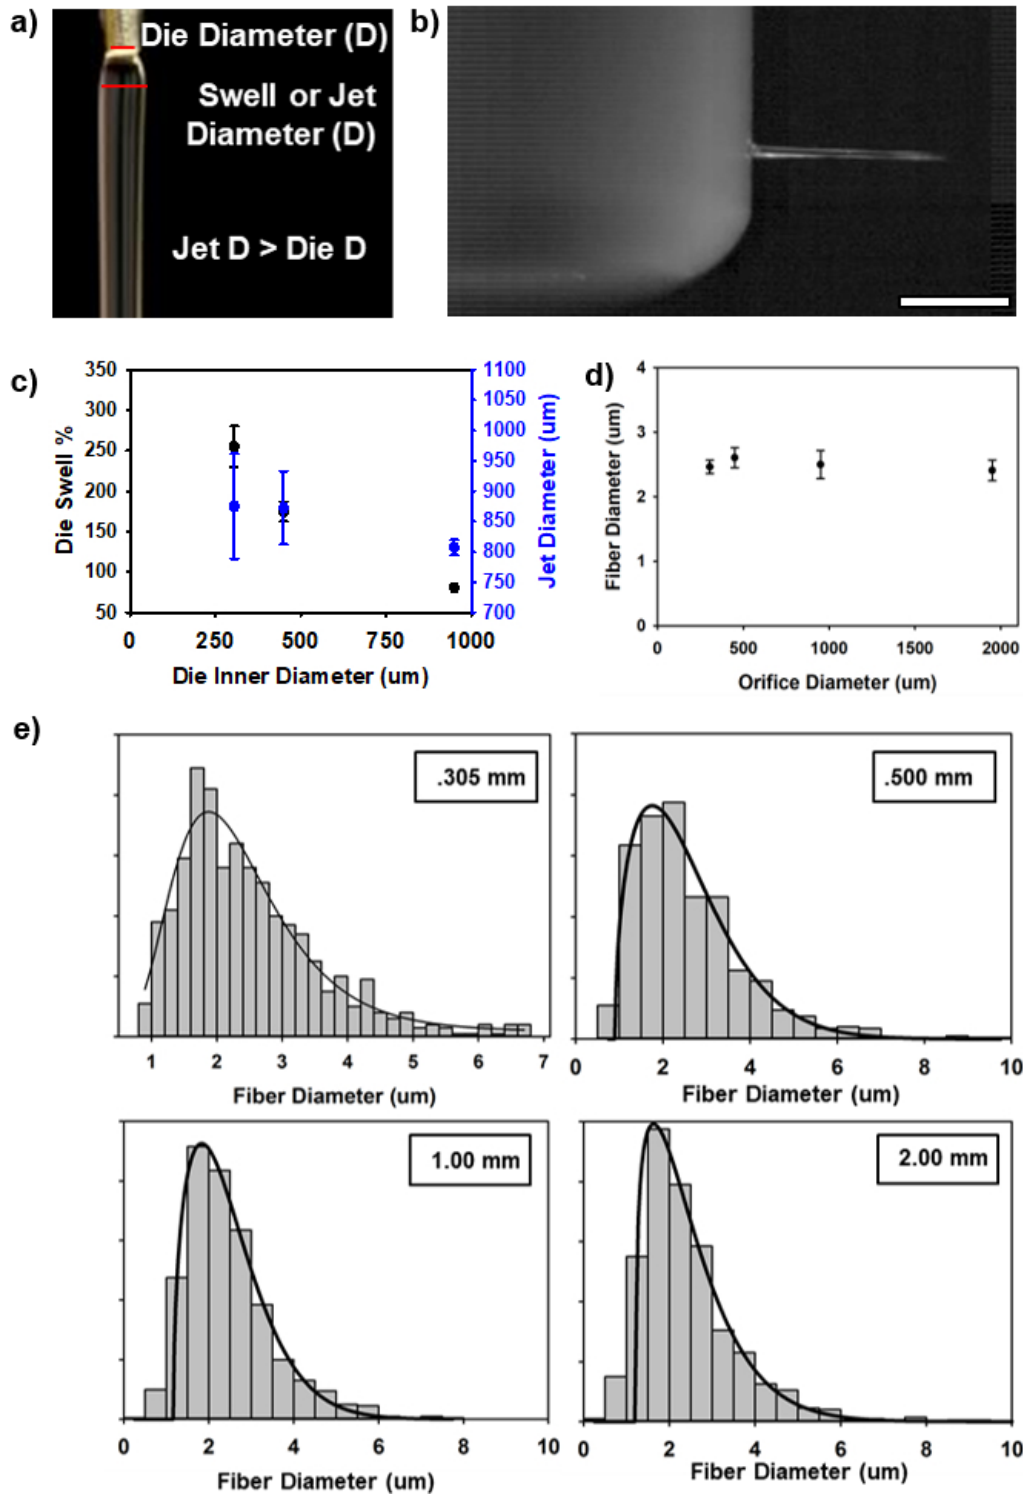 a)
Die Diameter (D)
Swell or Jet
Diameter (D)
Jet D > Die D
b)
c)
350
300
250
200
150
100
50
Die Swell %
0
250
500
750
1000
Die Inner Diameter (um)
1100
1050
1000
950
900
850
800
750
700
Jet Diameter (um)
d)
4
3
2
1
0
Fiber Diameter (um)
0
500
1000
1500
2000
Orifice Diameter (um)
e)
.305 mm
1
2
3
4
5
6
7
Fiber Diameter (um)
.500 mm
0
2
4
6
8
10
Fiber Diameter (um)
1.00 mm
0
2
4
6
8
10
Fiber Diameter (um)
2.00 mm
0
2
4
6
8
10
Fiber Diameter (um)